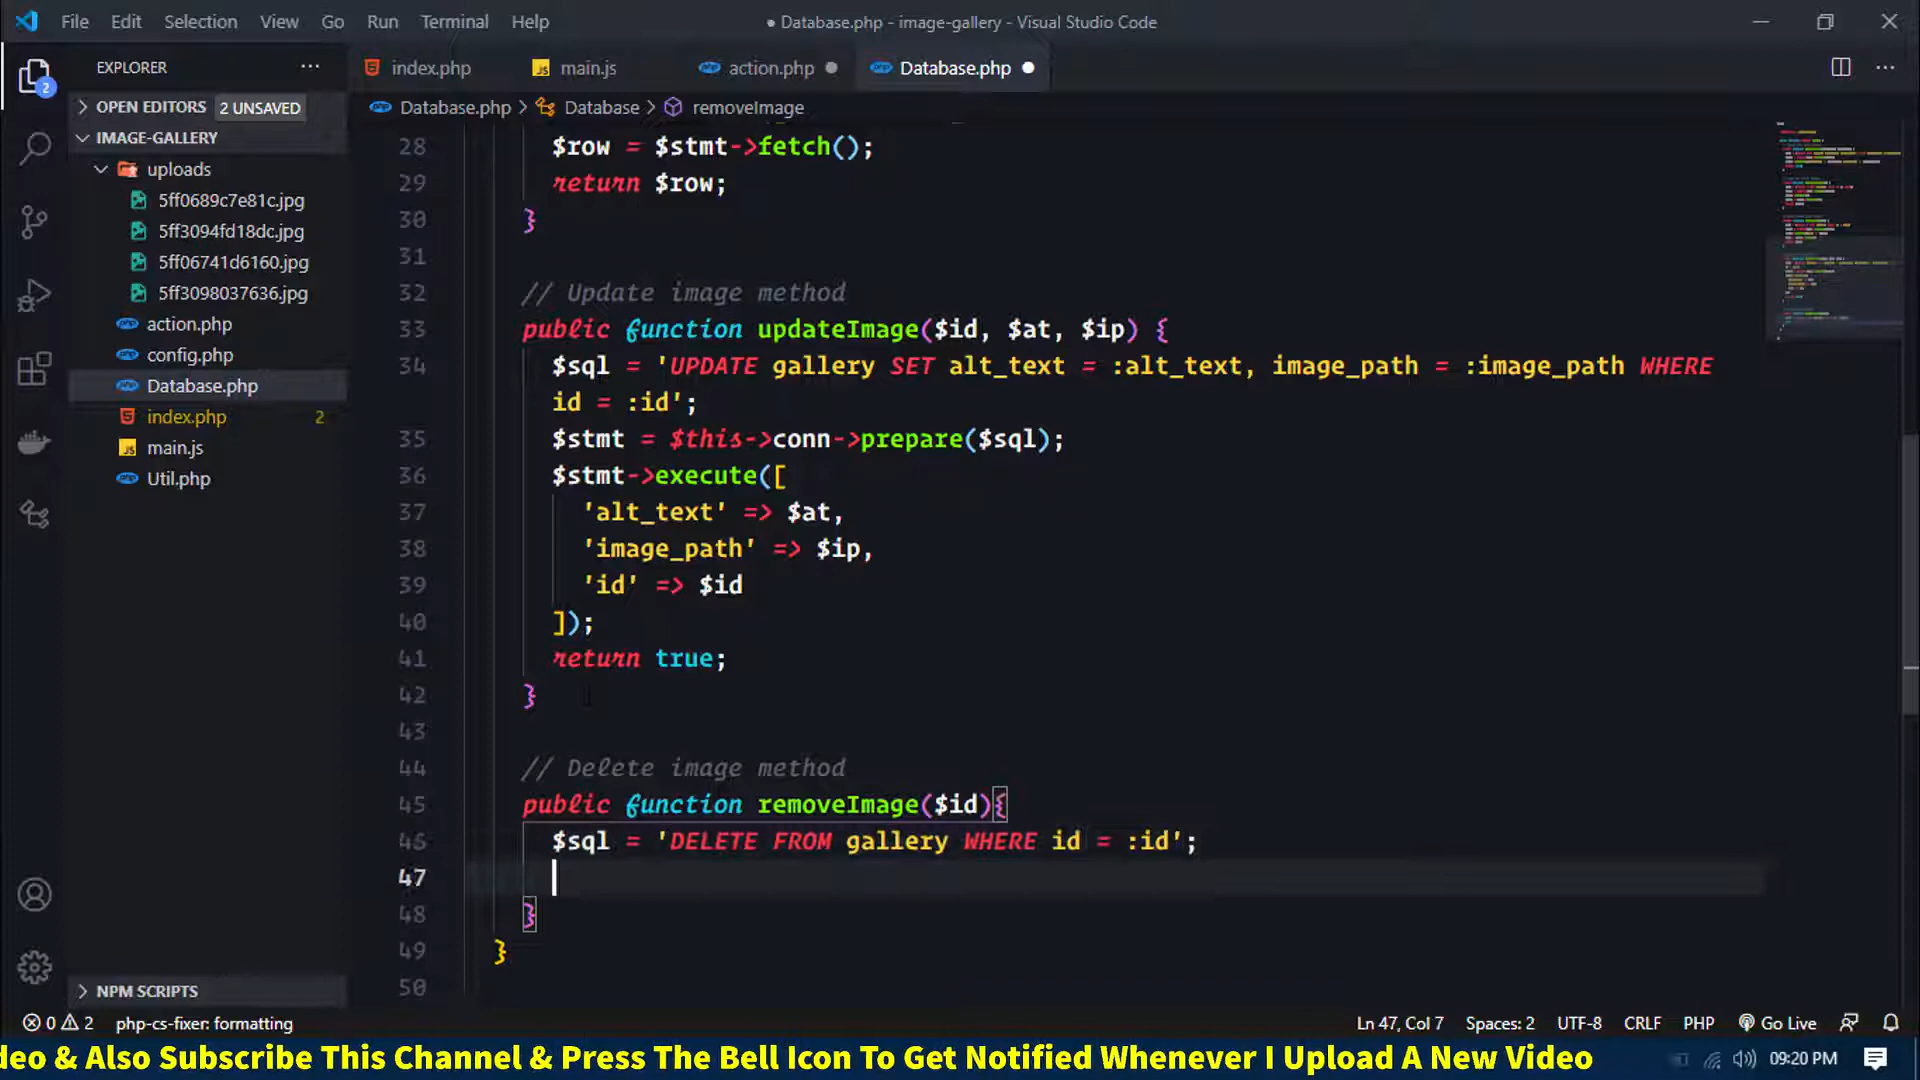 File Edit Selection View Go Run Terminal Help
● Database.php - image-gallery - Visual Studio Code
EXPLORER
index.php
main.js
action.php
Database.php
OPEN EDITORS 2 UNSAVED
Database.php > Database > removeImage
IMAGE-GALLERY
uploads
5ff0689c7e81c.jpg
5ff3094fd18dc.jpg
5ff06741d6160.jpg
5ff3098037636.jpg
action.php
config.php
Database.php
index.php 2
main.js
Util.php
NPM SCRIPTS
2
28 $row = $stmt->fetch();
29 return $row;
30 }
31
32 // Update image method
33 public function updateImage($id, $at, $ip) {
34 $sql = 'UPDATE gallery SET alt_text = :alt_text, image_path = :image_path WHERE
id = :id';
35 $stmt = $this->conn->prepare($sql);
36 $stmt->execute([
37 'alt_text' => $at,
38 'image_path' => $ip,
39 'id' => $id
40 ]);
41 return true;
42 }
43
44 // Delete image method
45 public function removeImage($id){
46 $sql = 'DELETE FROM gallery WHERE id = :id';
47
48 }
49 }
50
0 2 php-cs-fixer: formatting
Ln 47, Col 7 Spaces: 2 UTF-8 CRLF PHP Go Live
deo & Also Subscribe This Channel & Press The Bell Icon To Get Notified Whenever I Upload A New Video
09:20 PM